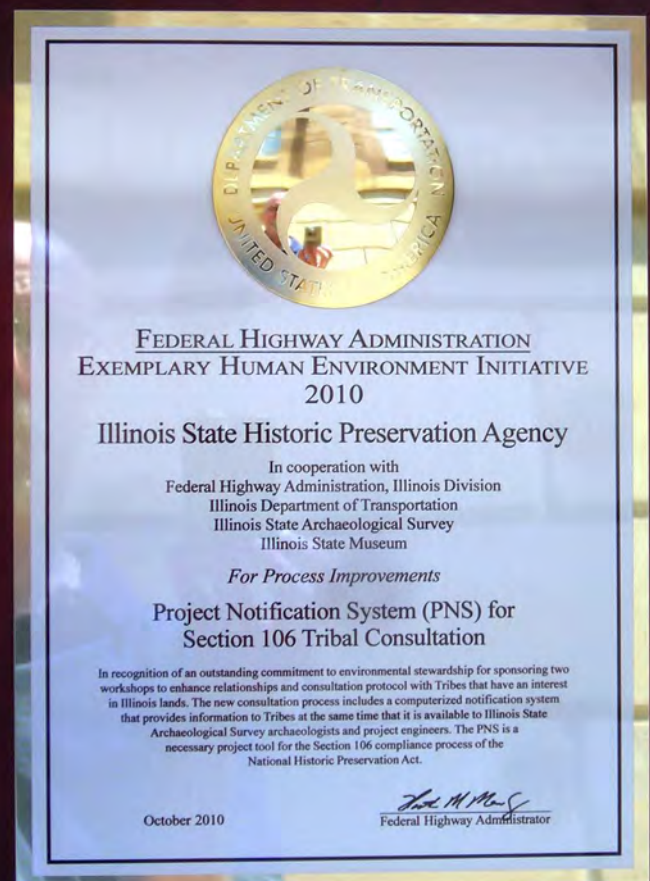 DEPARTMENT OF TRANSPORTATION
UNITED STATES OF AMERICA
FEDERAL HIGHWAY ADMINISTRATION
EXEMPLARY HUMAN ENVIRONMENT INITIATIVE
2010
Illinois State Historic Preservation Agency
In cooperation with
Federal Highway Administration, Illinois Division
Illinois Department of Transportation
Illinois State Archaeological Survey
Illinois State Museum
For Process Improvements
Project Notification System (PNS) for
Section 106 Tribal Consultation
In recognition of an outstanding commitment to environmental stewardship for sponsoring two
workshops to enhance relationships and consultation protocol with Tribes that have an interest
in Illinois lands. The new consultation process includes a computerized notification system
that provides information to Tribes at the same time that it is available to Illinois State
Archaeological Survey archaeologists and project engineers. The PNS is a
necessary project tool for the Section 106 compliance process of the
National Historic Preservation Act.
October 2010
Federal Highway Administrator